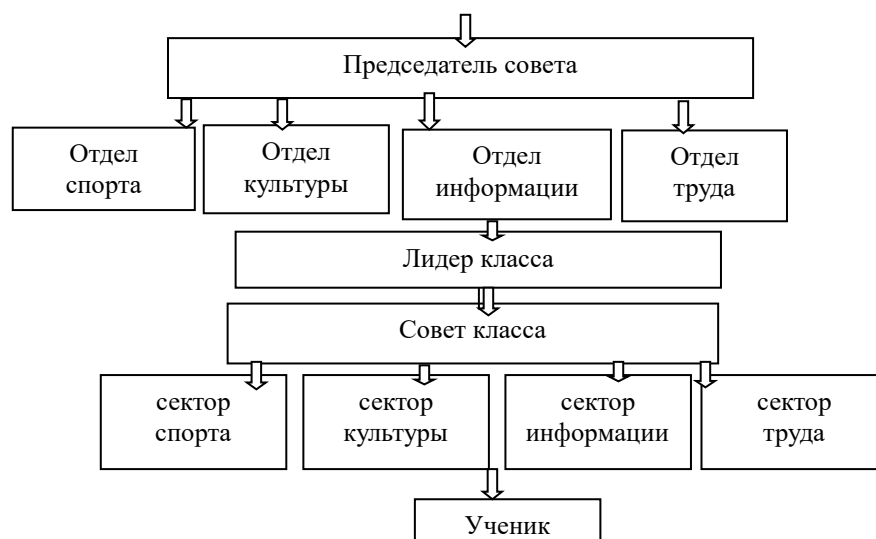 Председатель совета
Отдел
спорта
Отдел
культуры
Отдел
информации
Отдел
труда
Лидер класса
Совет класса
сектор
спорта
сектор
культуры
сектор
информации
сектор
труда
Ученик